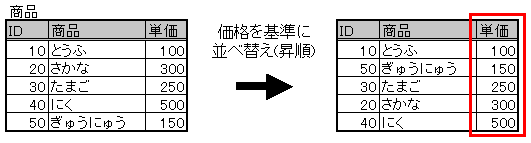 商品
ID 商品 単価
10 とうふ 100
20 さかな 300
30 たまご 250
40 にく 500
50 ぎゅうにゅう 150
価格を基準に
並べ替え(昇順)
ID 商品 単価
10 とうふ 100
50 ぎゅうにゅう 150
30 たまご 250
20 さかな 300
40 にく 500